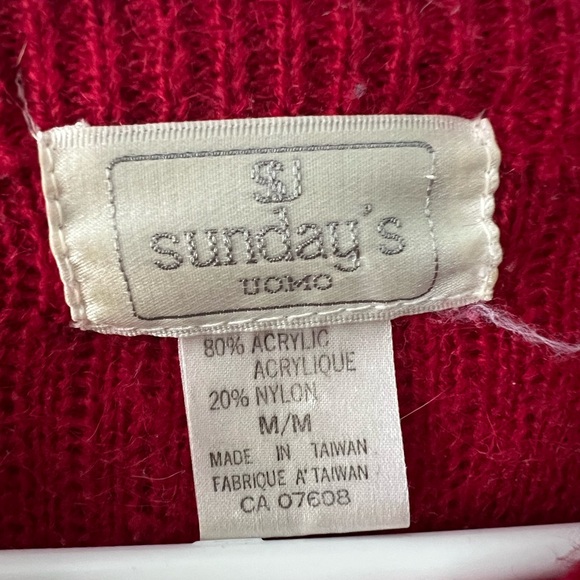 SJ
sunday's
UOMO
80% ACRYLIC
ACRYLIQUE
20% NYLON
M/M
MADE IN TAIWAN
FABRIQUE A' TAIWAN
CA 07608